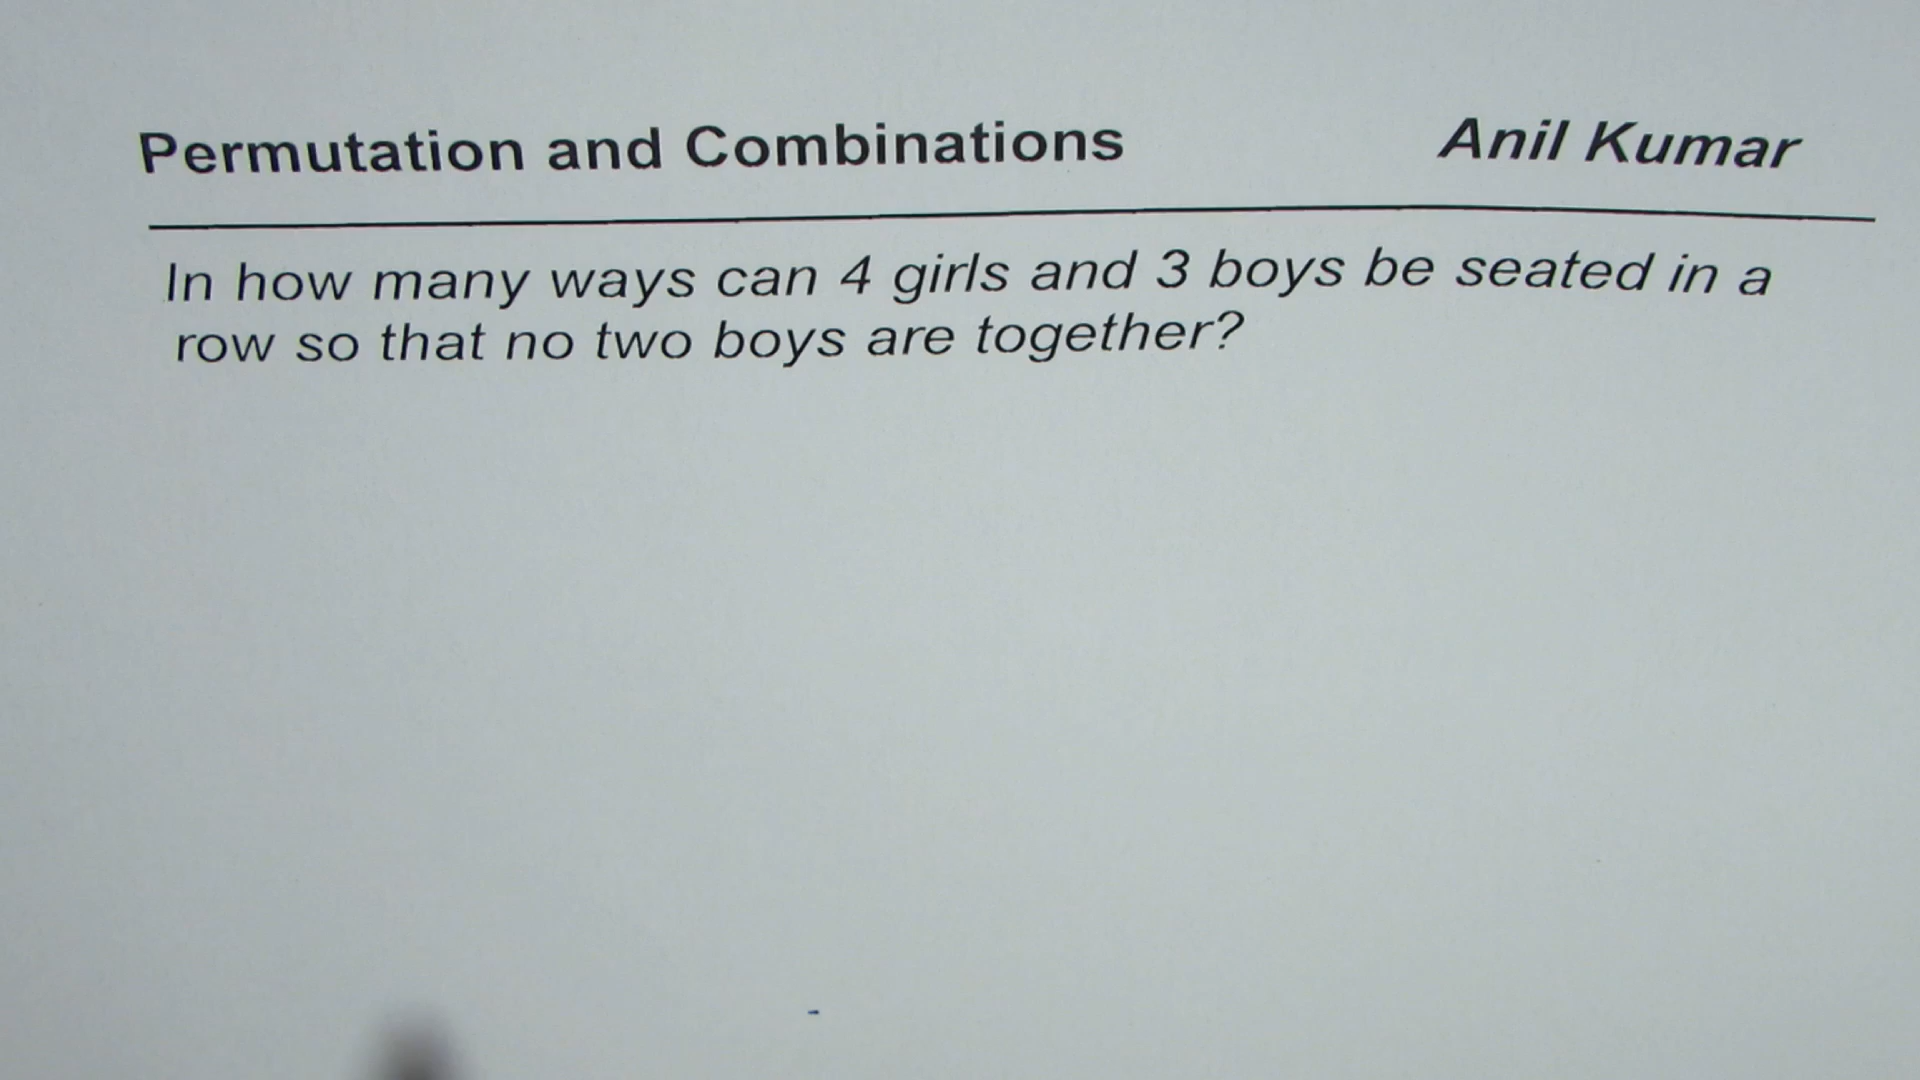 Permutation and Combinations Anil Kumar
In how many ways can 4 girls and 3 boys be seated in a
row so that no two boys are together?